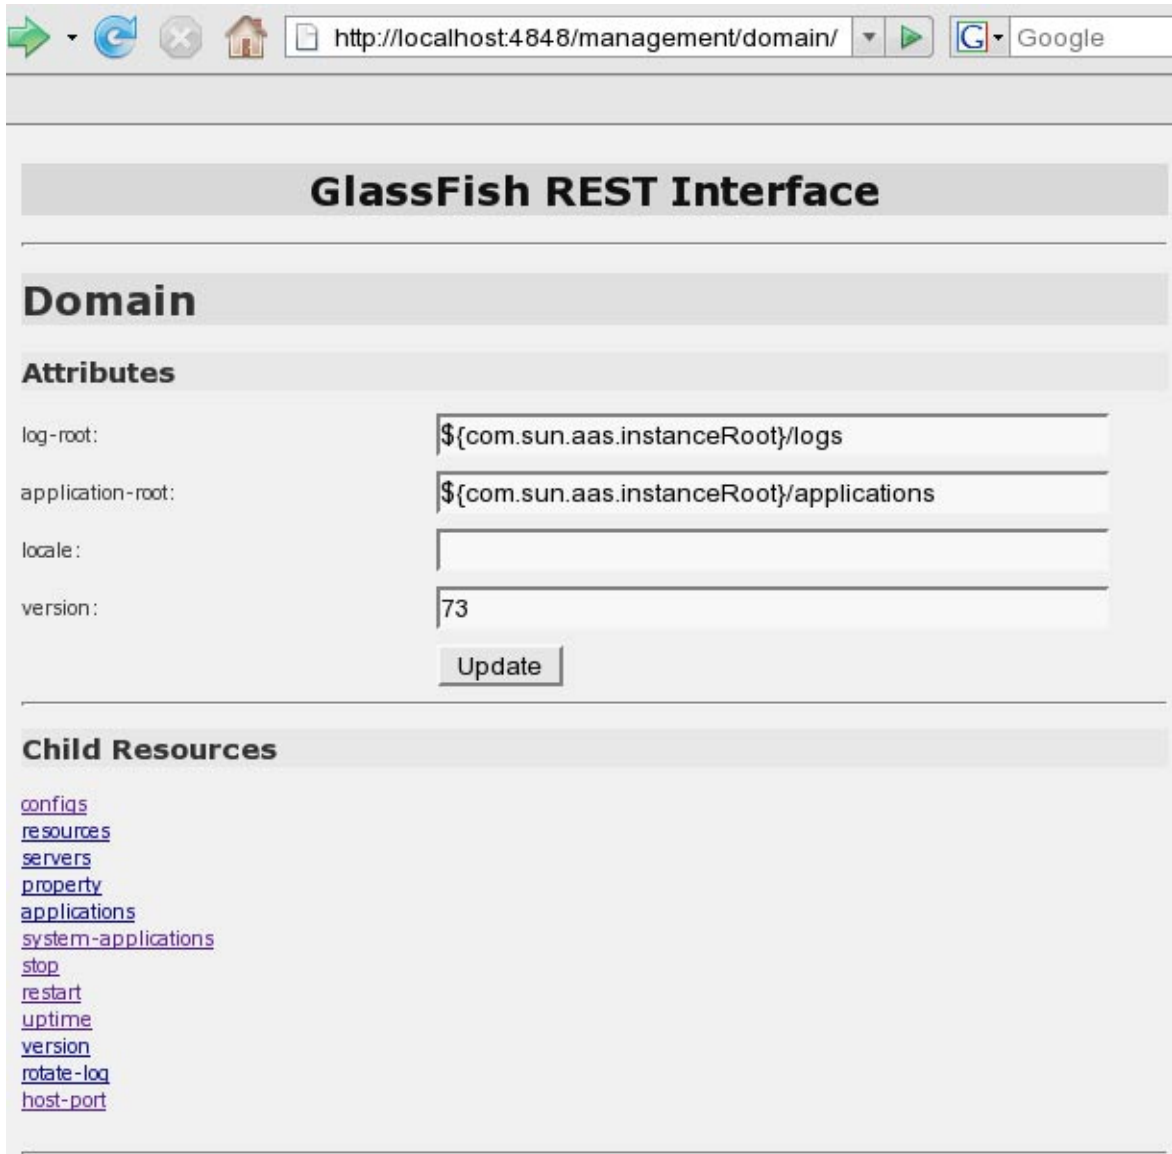 http://localhost:4848/management/domain/
G Google
GlassFish REST Interface
Domain
Attributes
log-root: ${com.sun.aas.instanceRoot}/logs
application-root: ${com.sun.aas.instanceRoot}/applications
locale:
version: 73
Update
Child Resources
configs
resources
servers
property
applications
system-applications
stop
restart
uptime
version
rotate-log
host-port